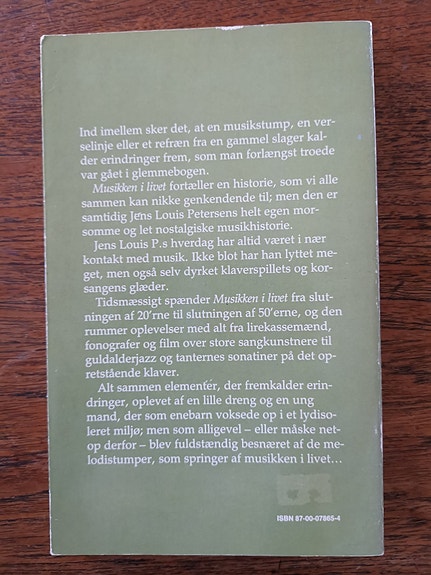 Ind imellem sker det, at en musikstump, en ver-
selinje eller et refræn fra en gammel slager kal-
der erindringer frem, som man forlængst troede
var gået i glemmebogen.
Musikken i livet fortæller en historie, som vi alle
sammen kan nikke genkendende til; men den er
samtidig Jens Louis Petersens helt egen mor-
somme og let nostalgiske musikhistorie.
Jens Louis P.s hverdag har altid været i nær
kontakt med musik. Ikke blot har han lyttet me-
get, men også selv dyrket klaverspillets og kor-
sangens glæder.
Tidsmæssigt spænder Musikken i livet fra slut-
ningen af 20'rne til slutningen af 50'erne, og den
rummer oplevelser med alt fra lirekassemænd,
fonografer og film over store sangkunstnere til
guldalderjazz og tanternes sonatiner på det op-
retstående klaver.
Alt sammen elementer, der fremkalder erin-
dringer, oplevet af en lille dreng og en ung
mand, der som enebarn voksede op i et lydiso-
leret miljø; men som alligevel – eller måske net-
op derfor – blev fuldstændig besnæret af de me-
lodistumper, som springer af musikken i livet...
ISBN 87-00-07865-4